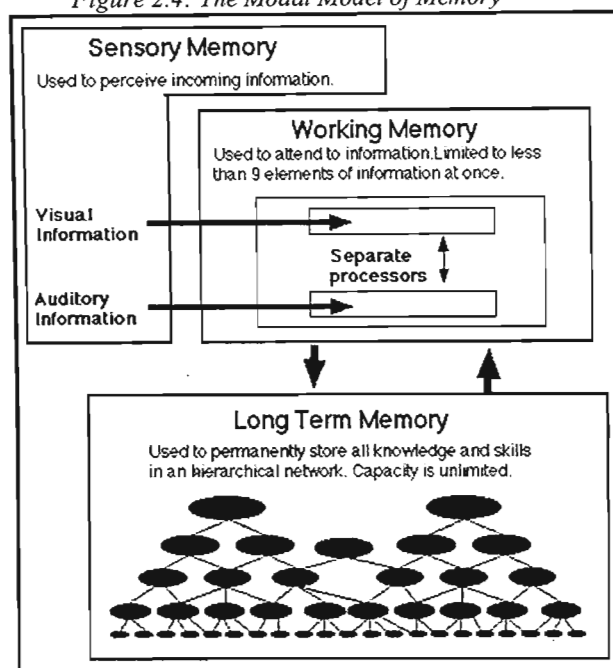 Figure 2.4: The Modal Model of Memory
Sensory Memory
Used to perceive incoming information.
Working Memory
Used to attend to information.Limited to less
than 9 elements of information at once.
Visual
Information
Separate
processors
Auditory
Information
Long Term Memory
Used to permanently store all knowledge and skills
in an hierarchical network. Capacity is unlimited.